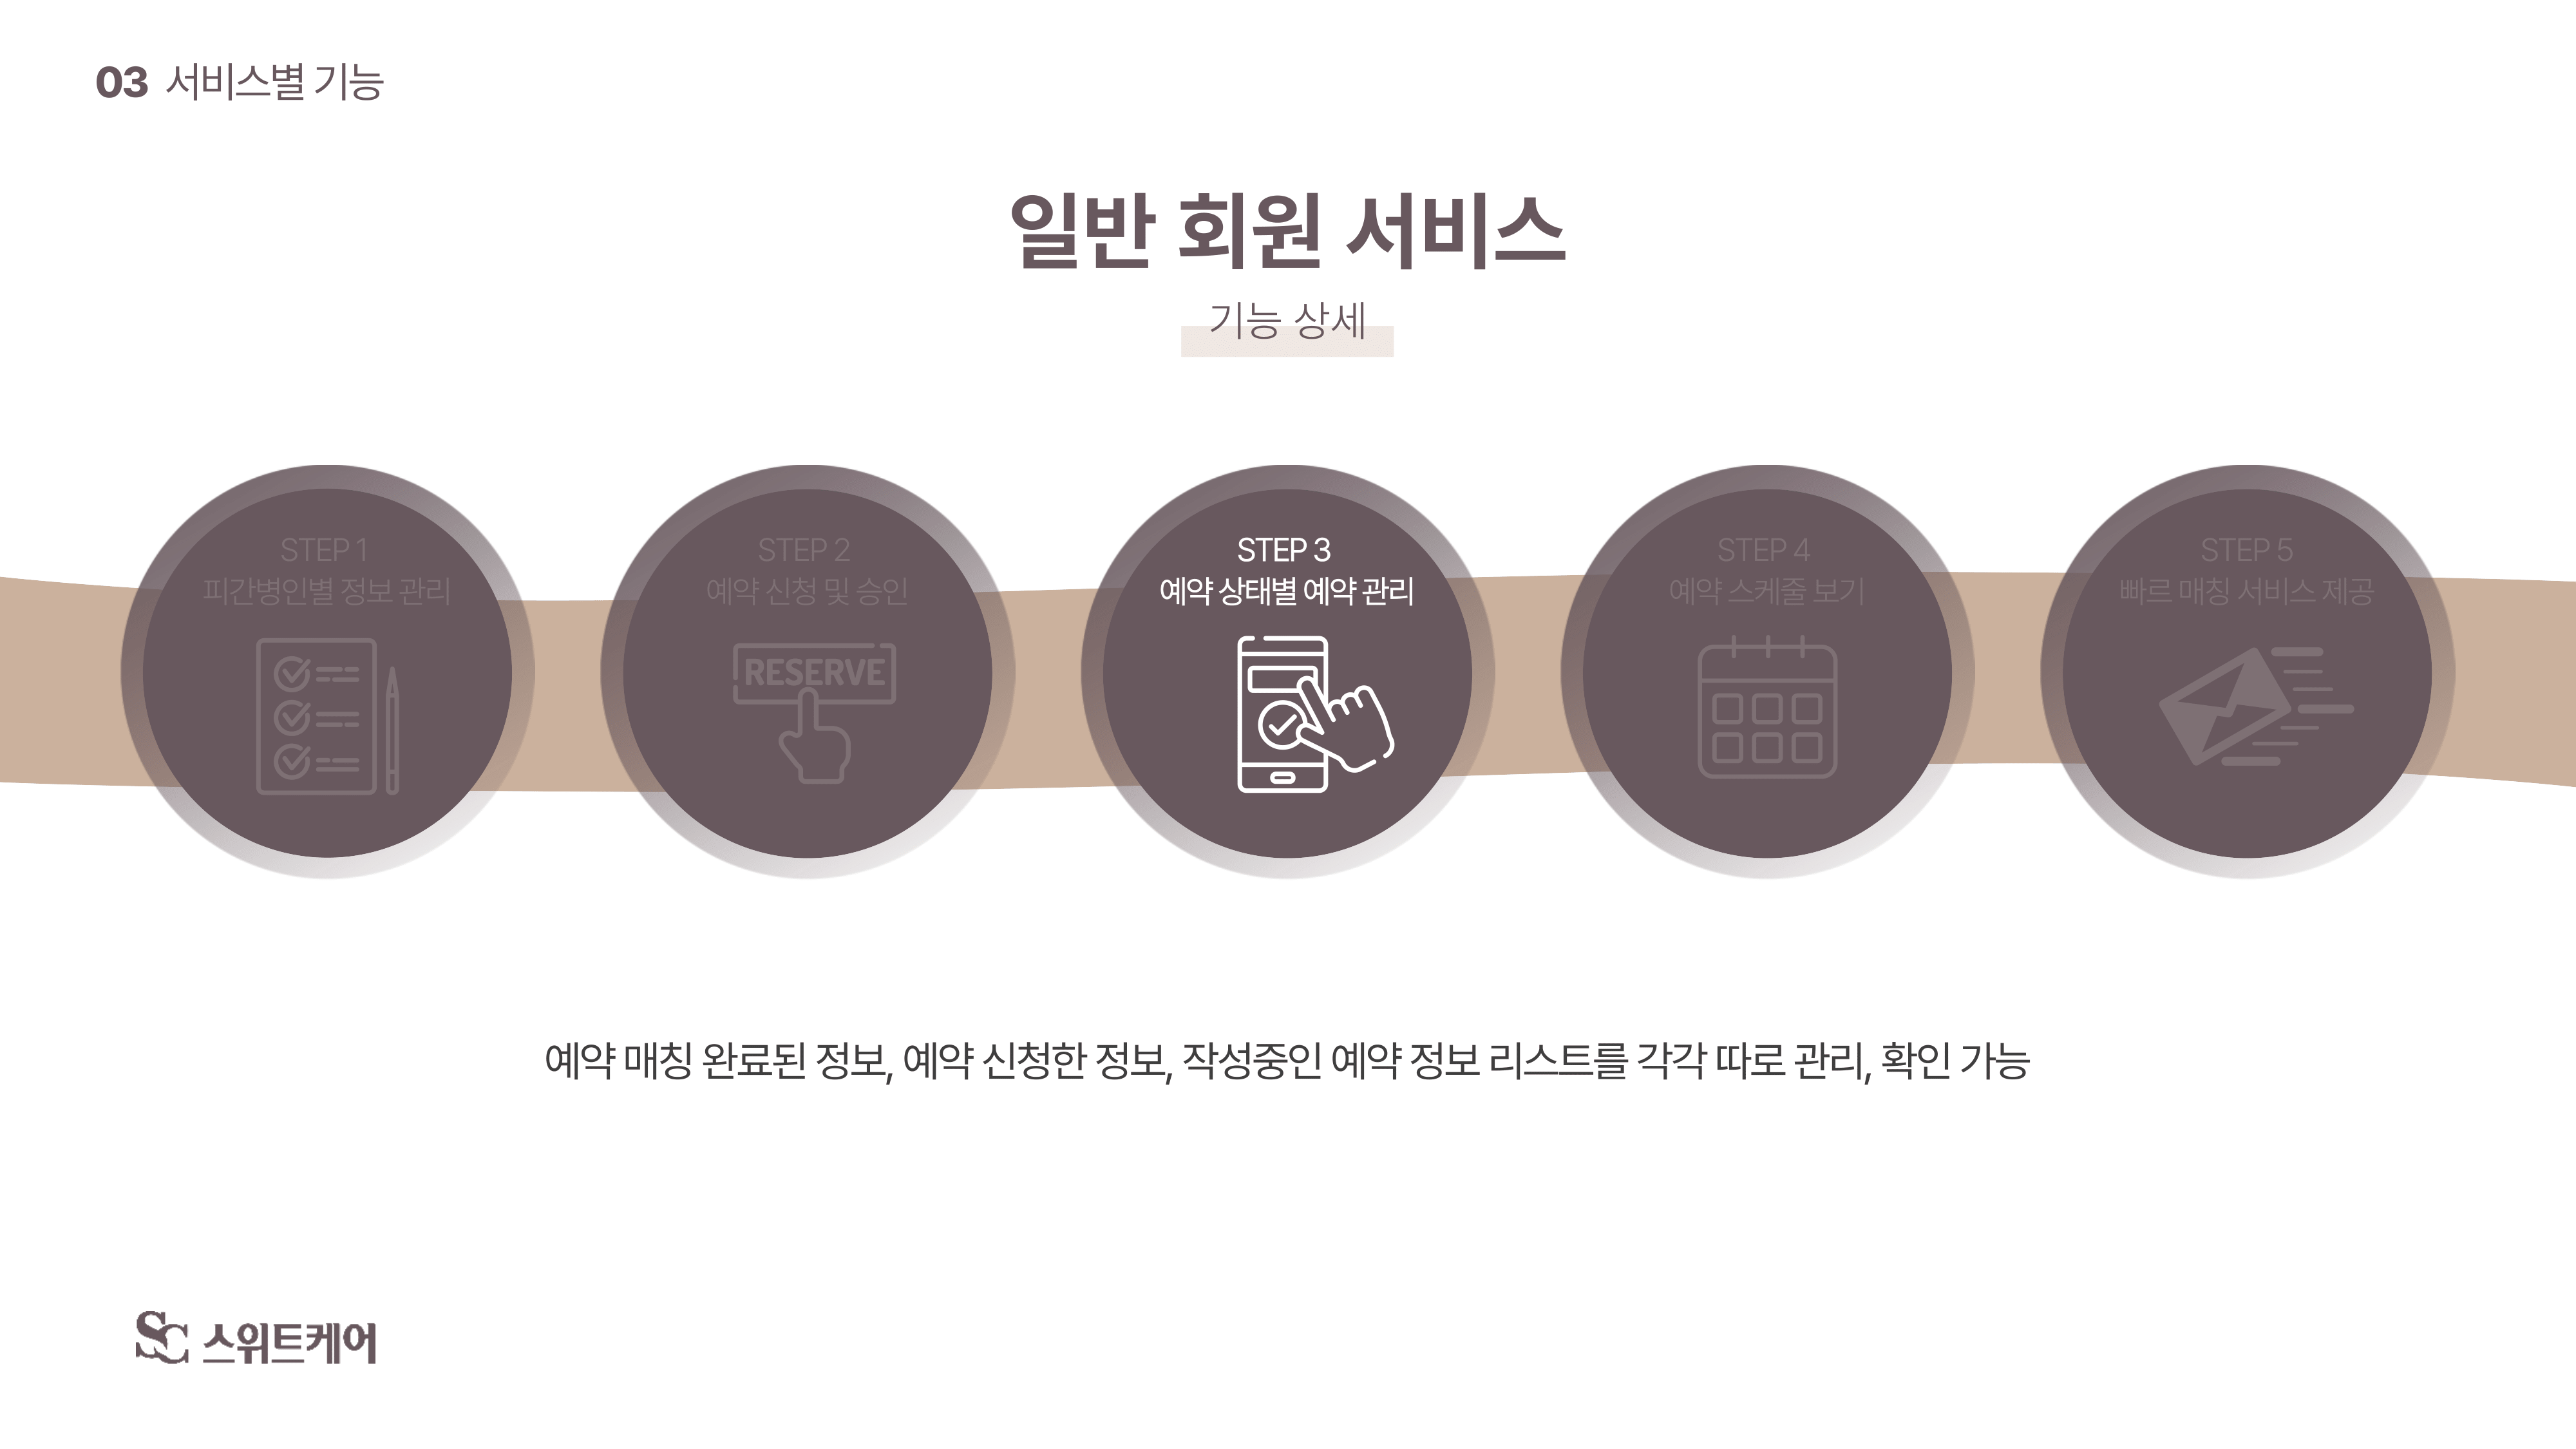 03 서비스별 기능
일반 회원 서비스
기능 상세
STEP 1
피간병인별 정보 관리
STEP 2
예약 신청 및 승인
RESERVE
STEP 3
예약 상태별 예약 관리
STEP 4
예약 스케줄 보기
STEP 5
빠르 매칭 서비스 제공
예약 매칭 완료된 정보, 예약 신청한 정보, 작성중인 예약 정보 리스트를 각각 따로 관리, 확인 가능
SC 스위트케어